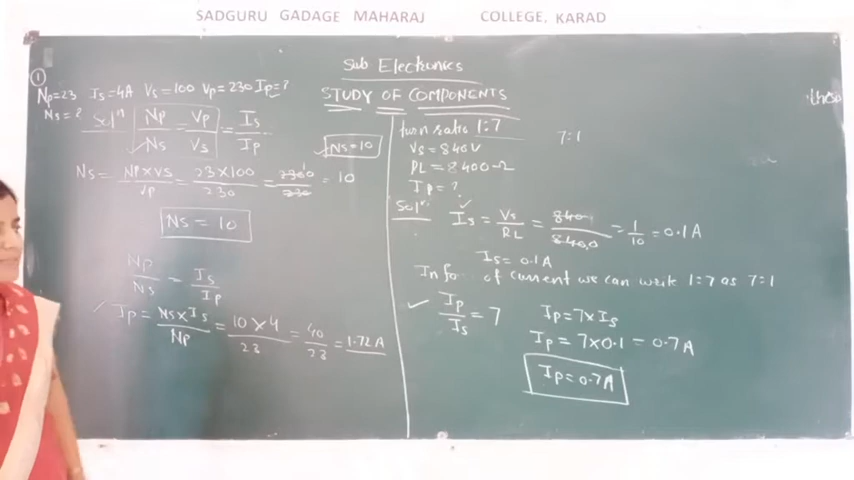 SADGURU GADAGE MAHARAJ COLLEGE, KARAD
Sub Electronics
STUDY OF COMPONENTS
①
Np=23 Is=4A Vs=100 Vp=230 Ip=?
Ns=?
Solⁿ Np/Ns = Vp/Vs = Is/Ip
Ns=10
Ns = Np×Vs/Vp = 23×100/230 = 2300/230 = 10
Ns = 10
Np/Ns = Is/Ip
Ip = Ns×Is/Np = 10×4/23 = 40/23 = 1.72A
turn ratio 1:7 7:1
Vs=840V
RL=8400Ω
Ip=?
Solⁿ Is = Vs/RL = 840/8400 = 1/10 = 0.1A
Is=0.1A
In fo of current we can write 1:7 as 7:1
Ip/Is = 7 Ip=7×Is
Ip=7×0.1=0.7A
Ip=0.7A